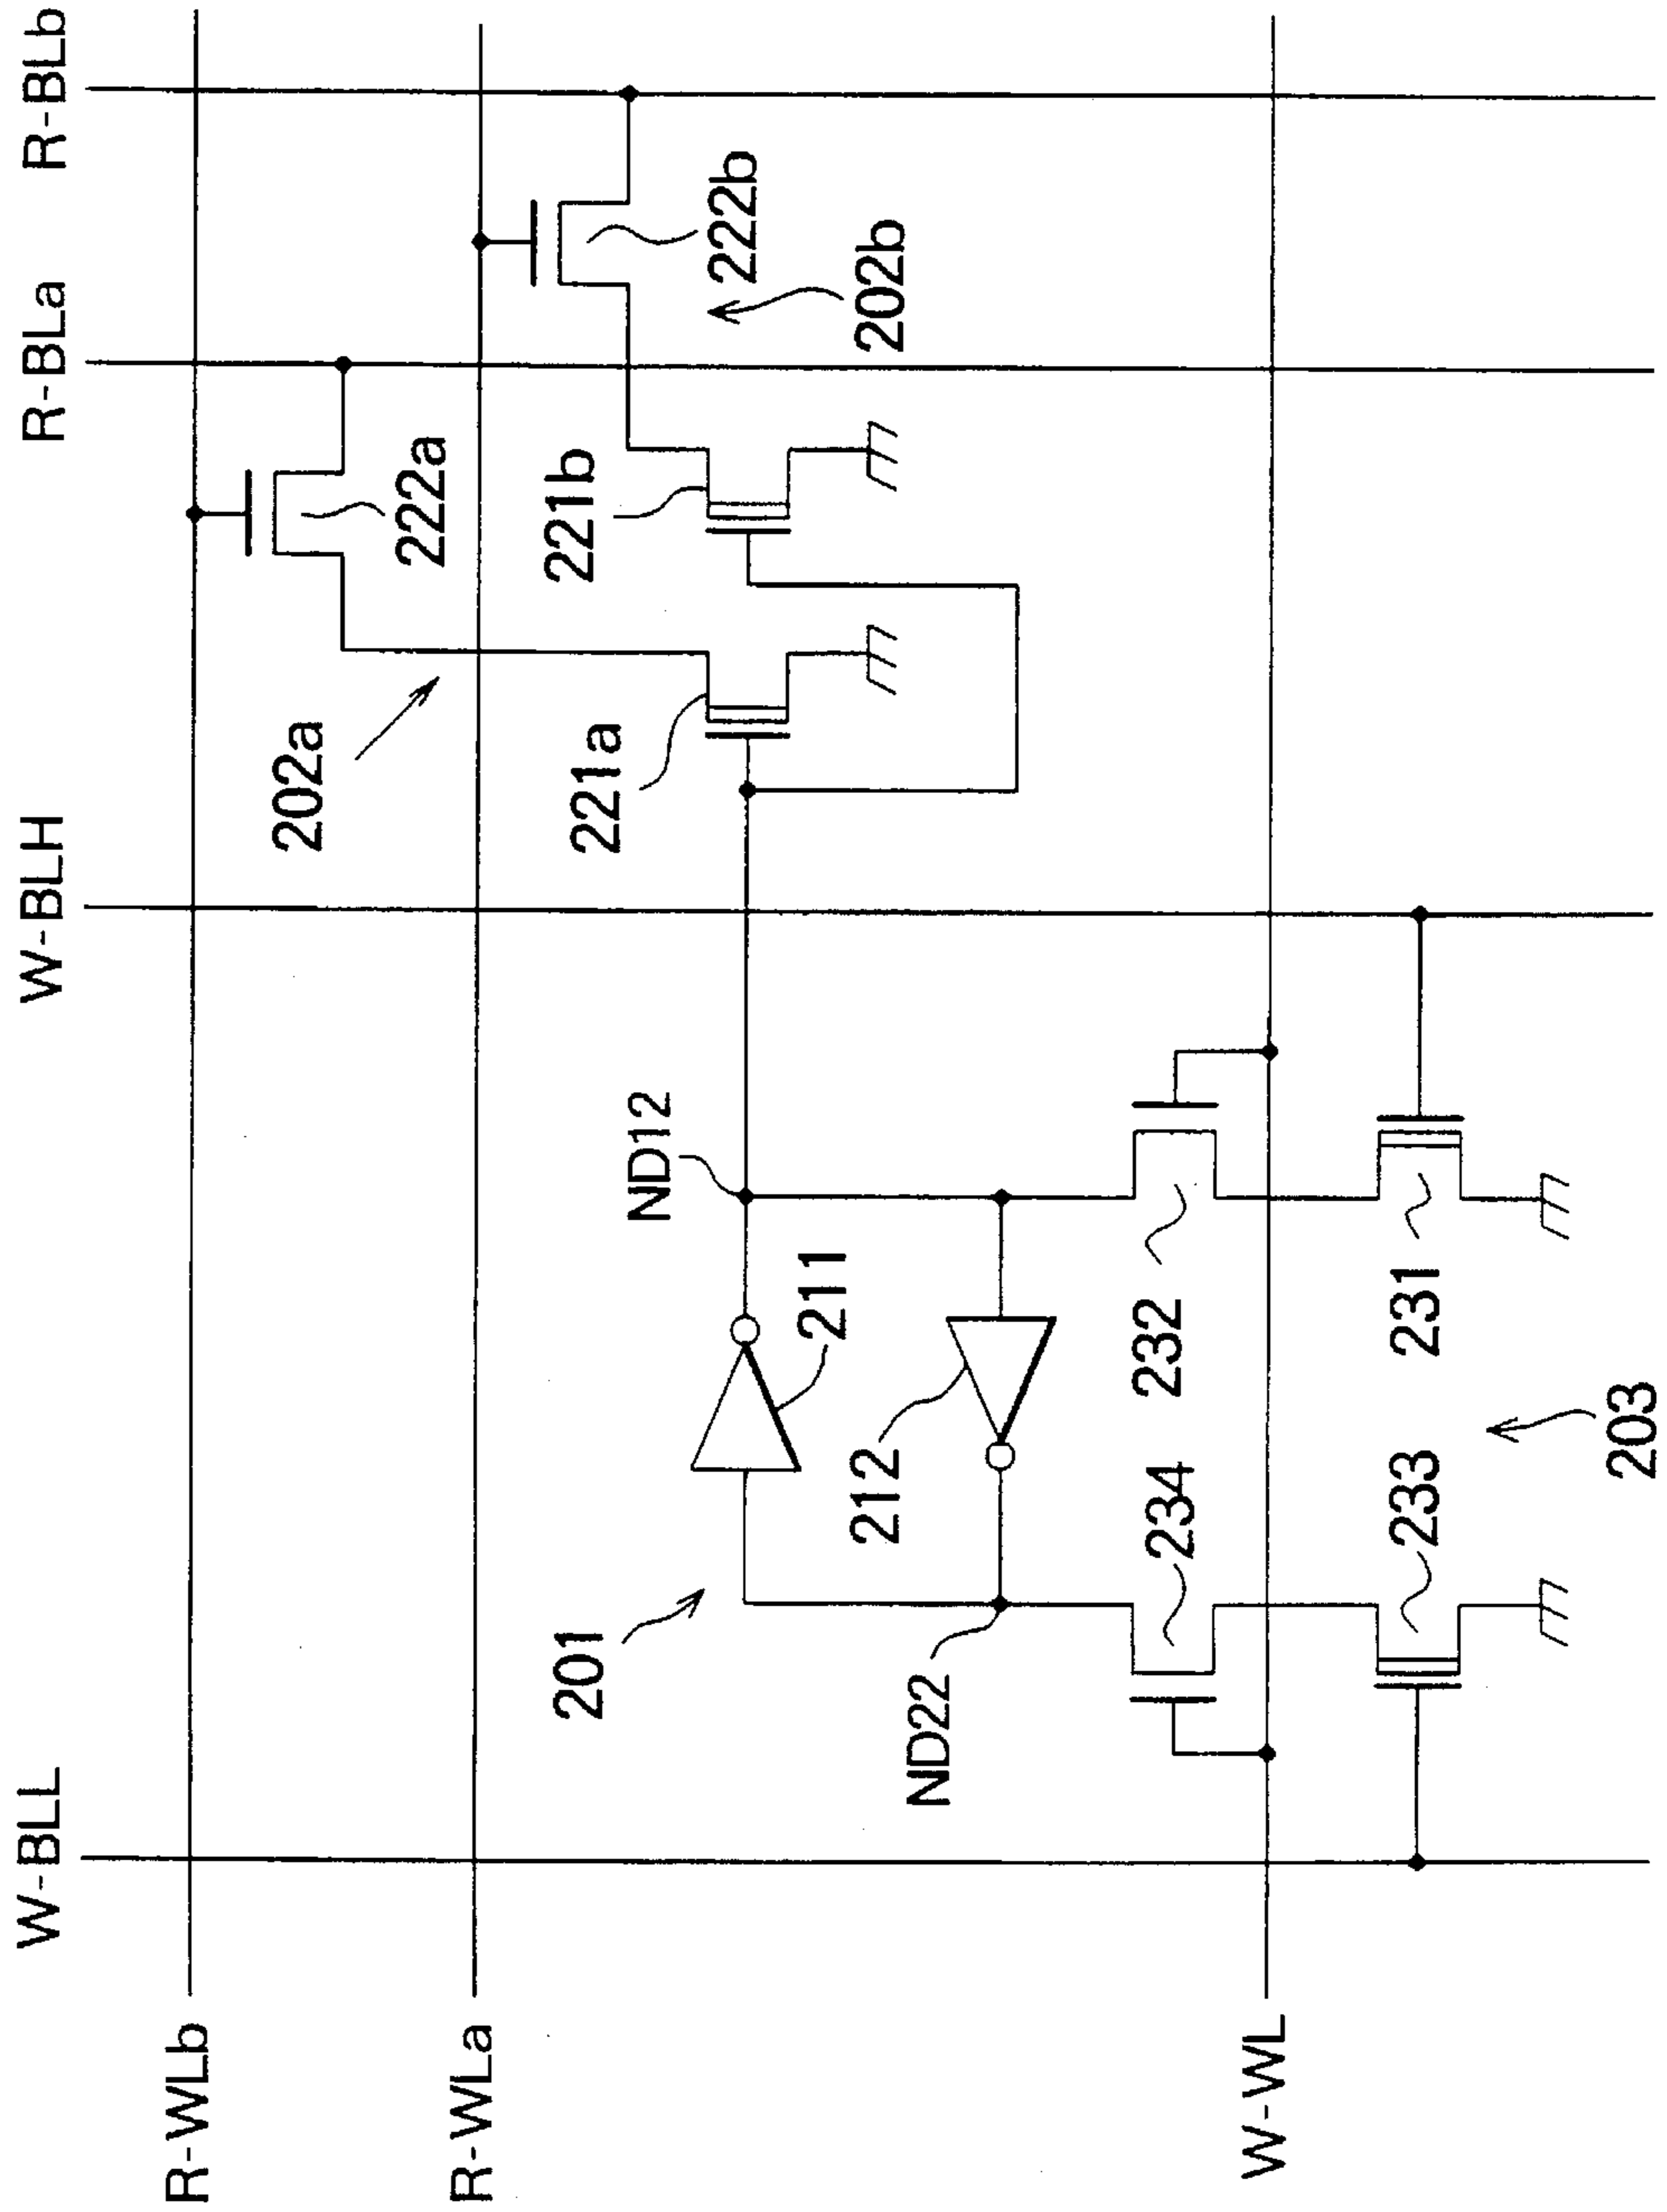 W-BLL
W-BLH
R-BLa
R-BLb
R-WLb
R-WLa
W-WL
202a
222a
222b
202b
221a
221b
ND12
201
211
212
ND22
234
232
233
231
203